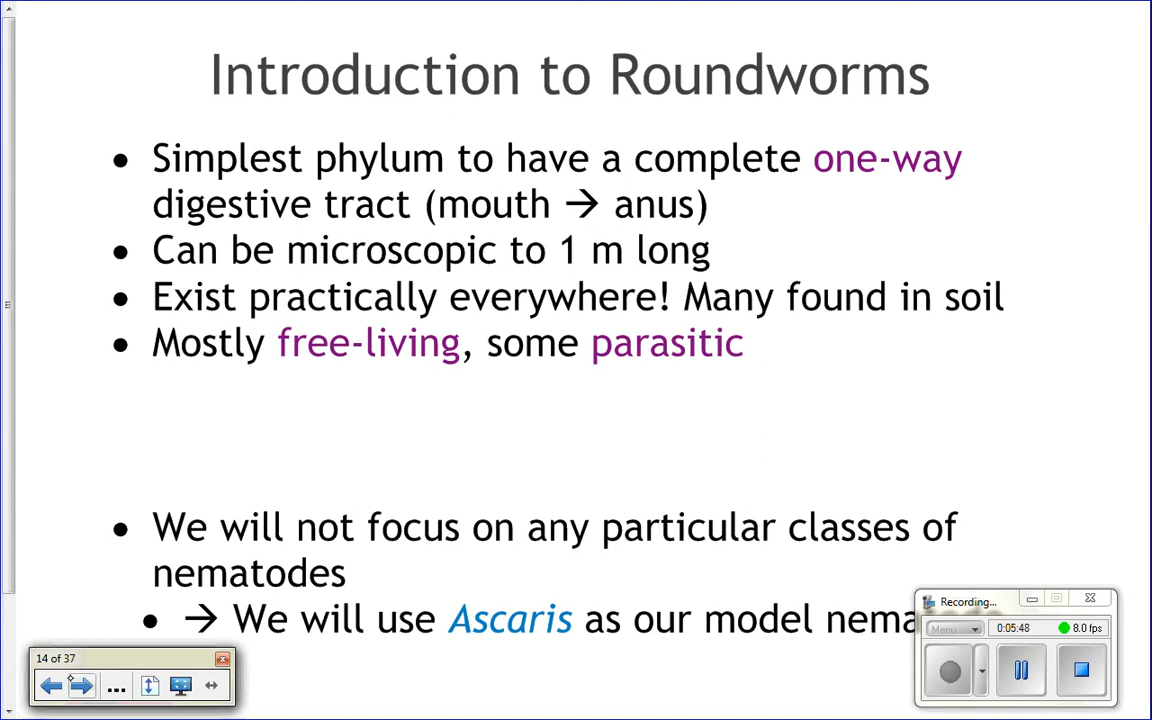 Introduction to Roundworms
• Simplest phylum to have a complete one-way
digestive tract (mouth → anus)
• Can be microscopic to 1 m long
• Exist practically everywhere! Many found in soil
• Mostly free-living, some parasitic
• We will not focus on any particular classes of
nematodes
• → We will use Ascaris as our model nema
Recording...
Menu 0:05:48 8.0 fps
14 of 37